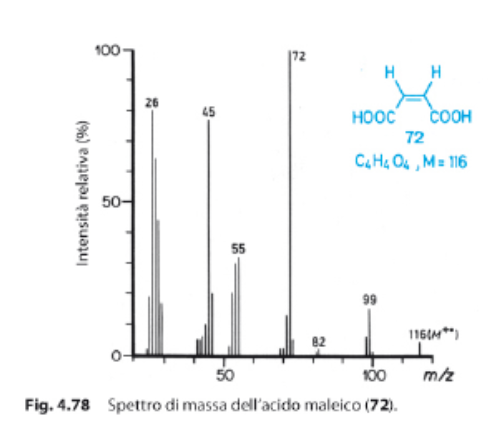 100
72
26
45
H H
HOOC COOH
72
C₄H₄O₄, M = 116
Intensità relativa (%)
50
55
99
116(M⁺•)
82
0
50
100
m/z
Fig. 4.78 Spettro di massa dell'acido maleico (72).